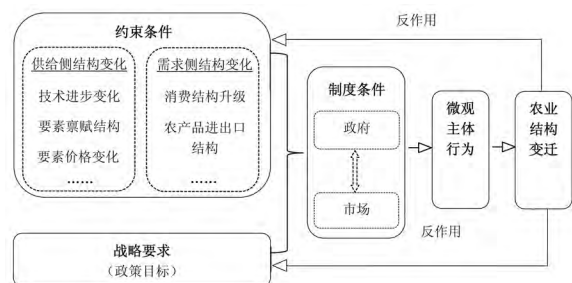 反作用
约束条件
供给侧结构变化
技术进步变化
要素禀赋结构
要素价格变化
……
需求侧结构变化
消费结构升级
农产品进出口
结构
……
制度条件
政府
市场
微观
主体
行为
农业
结构
变迁
反作用
战略要求
（政策目标）